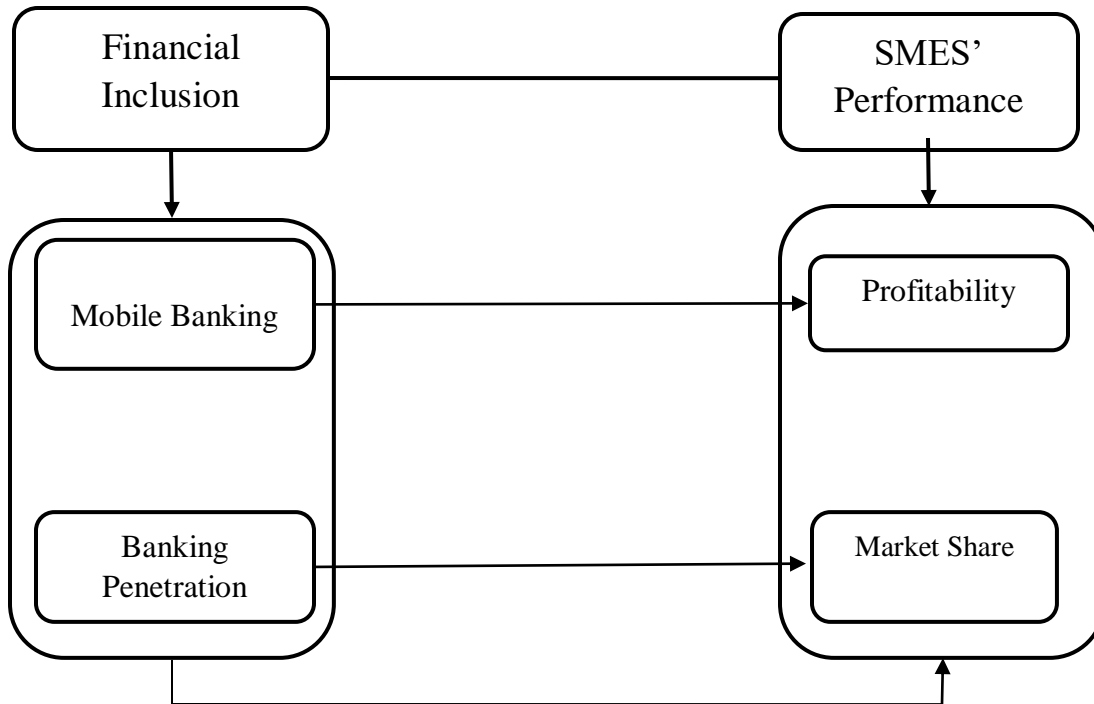 Financial
Inclusion
SMES’
Performance
Mobile Banking
Profitability
Banking
Penetration
Market Share